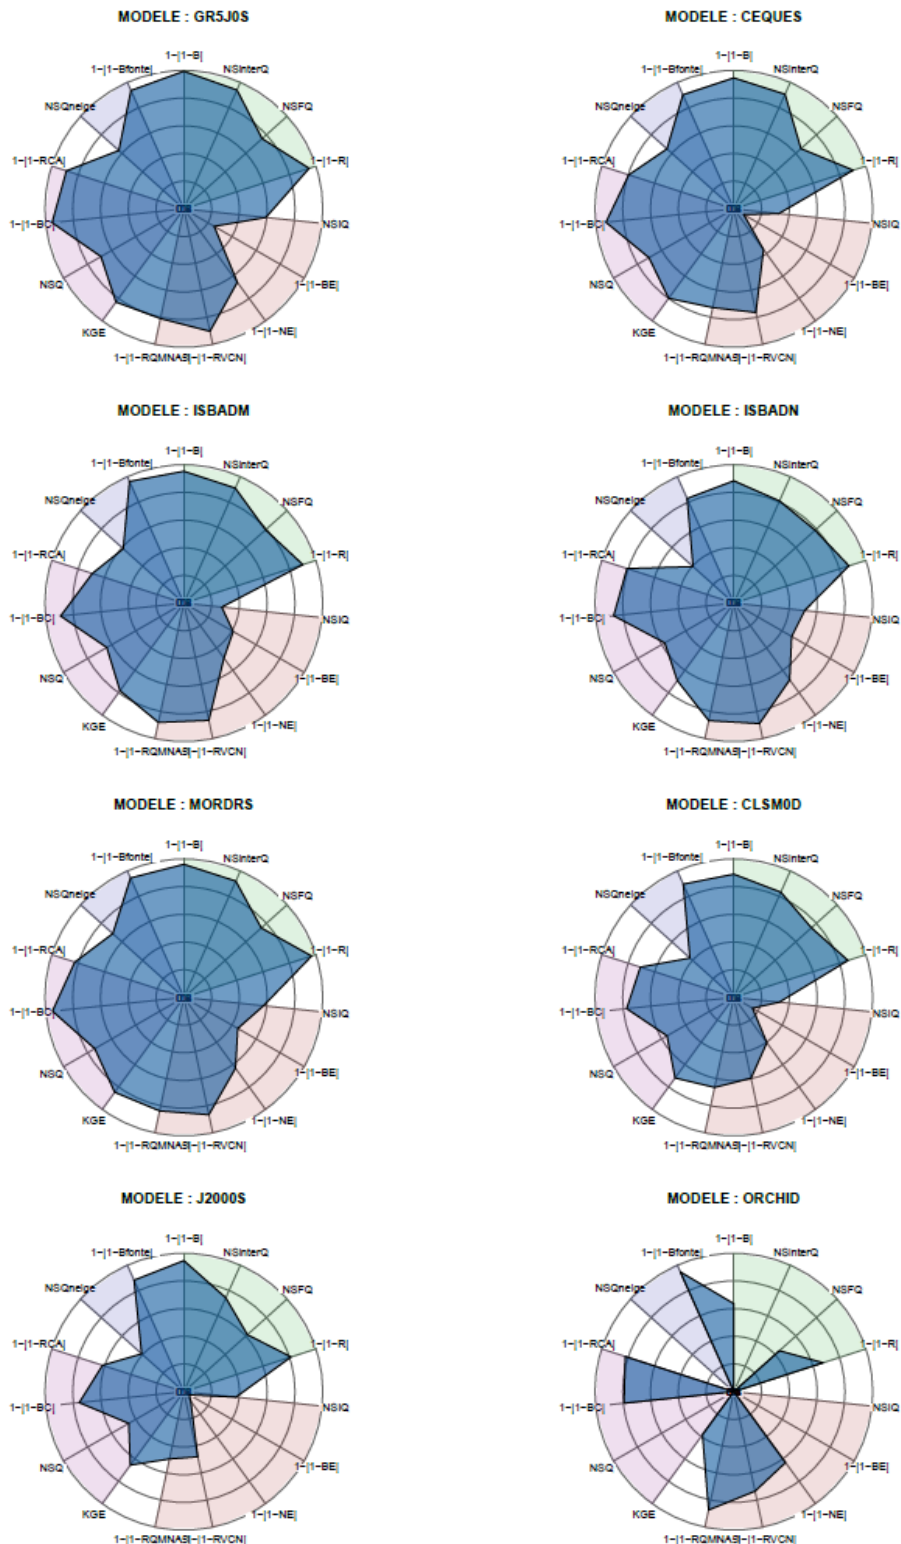 MODELE : GR5J0S
1-|1-B|
1-|1-Bfonte|
NSInterQ
NSQneige
NSFQ
1-|1-RCA|
1-|1-R|
1-|1-BC|
NSIQ
NSQ
1-|1-BE|
KGE
1-|1-NE|
1-|1-RQMNA5|
1-|1-RVCN|
MODELE : CEQUES
1-|1-B|
1-|1-Bfonte|
NSInterQ
NSQneige
NSFQ
1-|1-RCA|
1-|1-R|
1-|1-BC|
NSIQ
NSQ
1-|1-BE|
KGE
1-|1-NE|
1-|1-RQMNA5|
1-|1-RVCN|
MODELE : ISBADM
1-|1-B|
1-|1-Bfonte|
NSInterQ
NSQneige
NSFQ
1-|1-RCA|
1-|1-R|
1-|1-BC|
NSIQ
NSQ
1-|1-BE|
KGE
1-|1-NE|
1-|1-RQMNA5|
1-|1-RVCN|
MODELE : ISBADN
1-|1-B|
1-|1-Bfonte|
NSInterQ
NSQneige
NSFQ
1-|1-RCA|
1-|1-R|
1-|1-BC|
NSIQ
NSQ
1-|1-BE|
KGE
1-|1-NE|
1-|1-RQMNA5|
1-|1-RVCN|
MODELE : MORDRS
1-|1-B|
1-|1-Bfonte|
NSInterQ
NSQneige
NSFQ
1-|1-RCA|
1-|1-R|
1-|1-BC|
NSIQ
NSQ
1-|1-BE|
KGE
1-|1-NE|
1-|1-RQMNA5|
1-|1-RVCN|
MODELE : CLSM0D
1-|1-B|
1-|1-Bfonte|
NSInterQ
NSQneige
NSFQ
1-|1-RCA|
1-|1-R|
1-|1-BC|
NSIQ
NSQ
1-|1-BE|
KGE
1-|1-NE|
1-|1-RQMNA5|
1-|1-RVCN|
MODELE : J2000S
1-|1-B|
1-|1-Bfonte|
NSInterQ
NSQneige
NSFQ
1-|1-RCA|
1-|1-R|
1-|1-BC|
NSIQ
NSQ
1-|1-BE|
KGE
1-|1-NE|
1-|1-RQMNA5|
1-|1-RVCN|
MODELE : ORCHID
1-|1-B|
1-|1-Bfonte|
NSInterQ
NSQneige
NSFQ
1-|1-RCA|
1-|1-R|
1-|1-BC|
NSIQ
NSQ
1-|1-BE|
KGE
1-|1-NE|
1-|1-RQMNA5|
1-|1-RVCN|